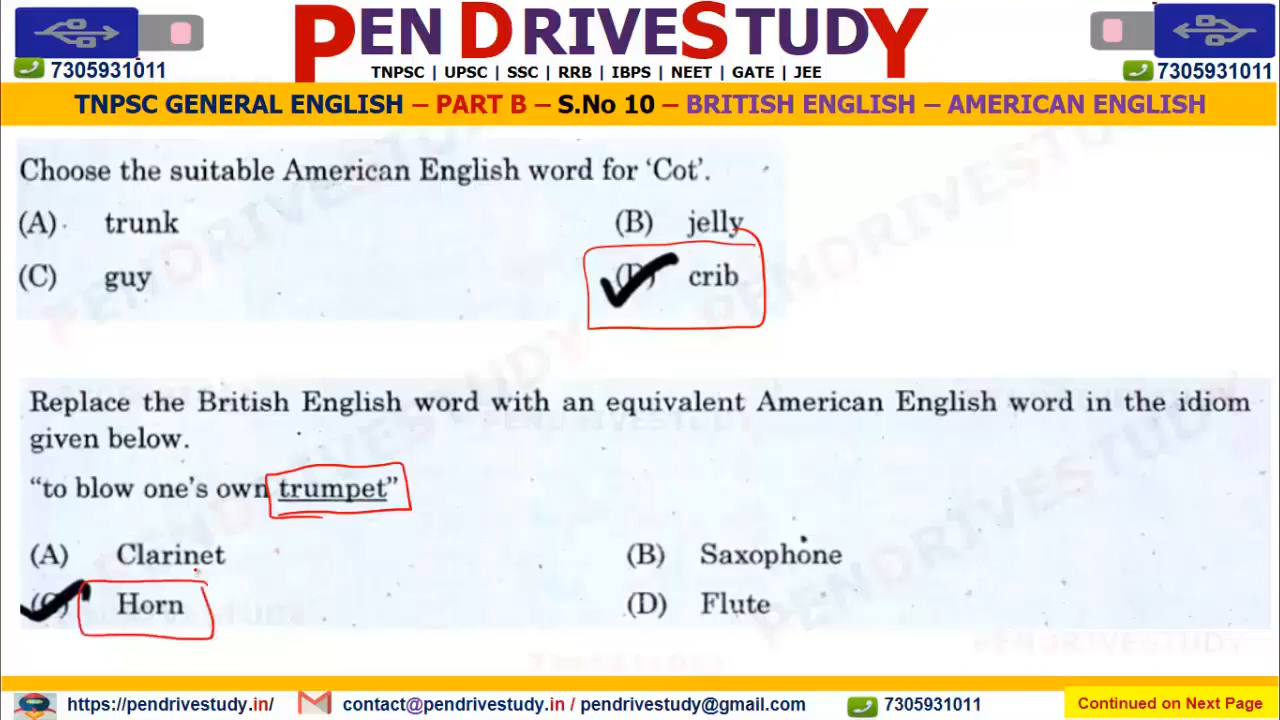 PEN DRIVESTUDY
TNPSC | UPSC | SSC | RRB | IBPS | NEET | GATE | JEE
7305931011
7305931011
TNPSC GENERAL ENGLISH – PART B – S.No 10 – BRITISH ENGLISH – AMERICAN ENGLISH
Choose the suitable American English word for ‘Cot’.
(A) trunk (B) jelly
(C) guy (D) crib
Replace the British English word with an equivalent American English word in the idiom
given below.
“to blow one’s own trumpet”
(A) Clarinet (B) Saxophone
(C) Horn (D) Flute
https://pendrivestudy.in/ contact@pendrivestudy.in / pendrivestudy@gmail.com 7305931011 Continued on Next Page